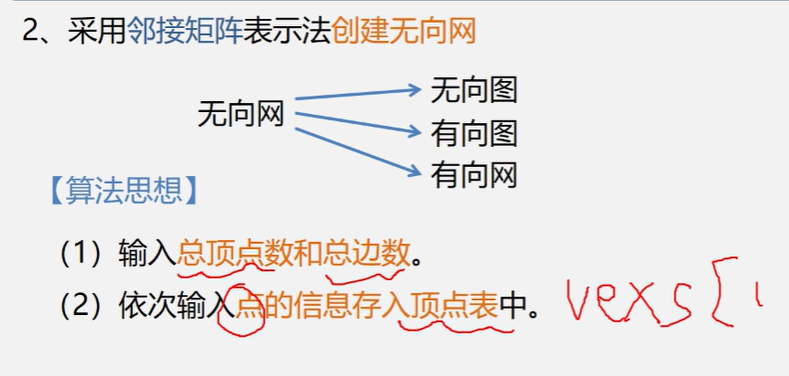 2、采用邻接矩阵表示法创建无向网
无向图
无向网
有向图
有向网
【算法思想】
（1）输入总顶点数和总边数。
（2）依次输入点的信息存入顶点表中。 vexs[